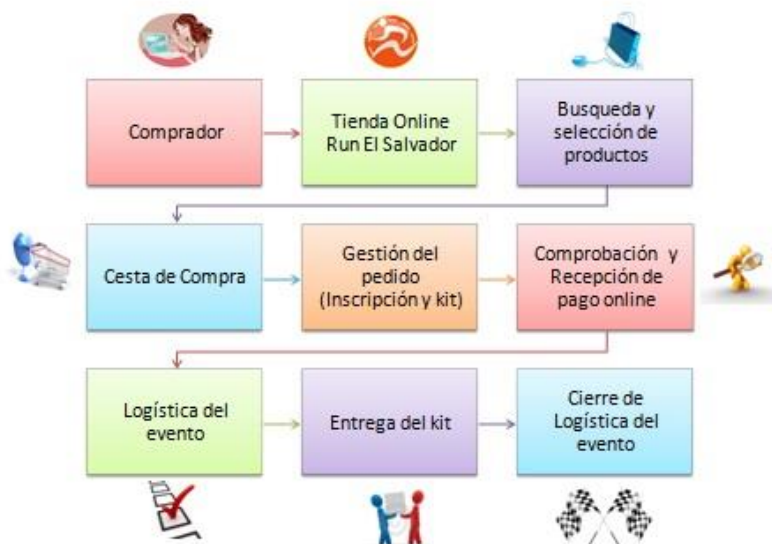 Comprador
Tienda Online
Run El Salvador
Busqueda y
selección de
productos
Cesta de Compra
Gestión del
pedido
(Inscripción y kit)
Comprobación y
Recepción de
pago online
Logística del
evento
Entrega del kit
Cierre de
Logística del
evento